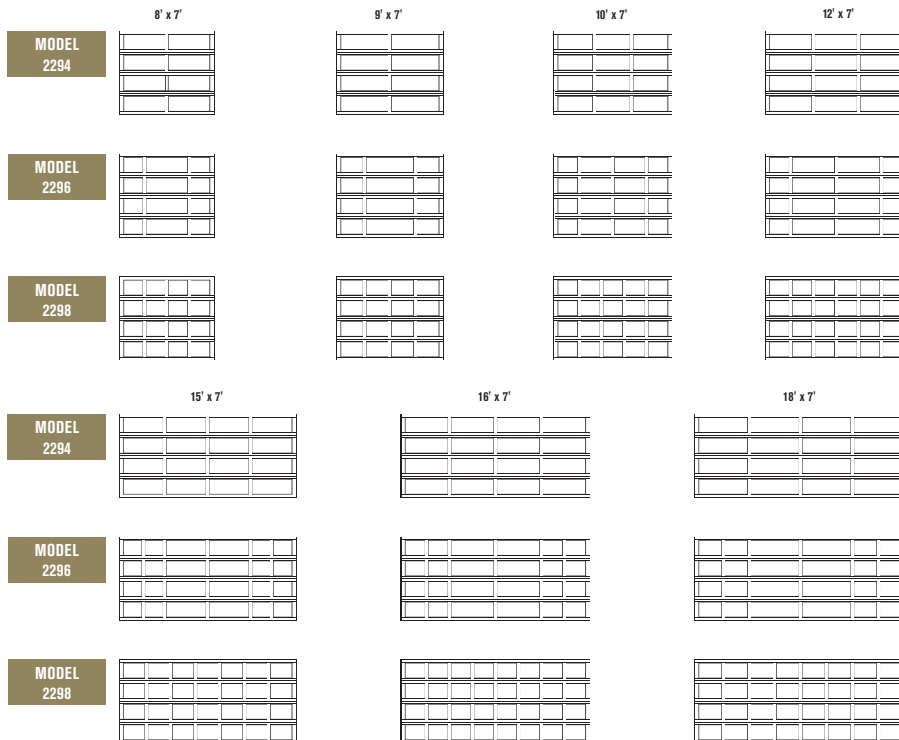 8' x 7'
9' x 7'
10' x 7'
12' x 7'
MODEL
2294
MODEL
2296
MODEL
2298
15' x 7'
16' x 7'
18' x 7'
MODEL
2294
MODEL
2296
MODEL
2298